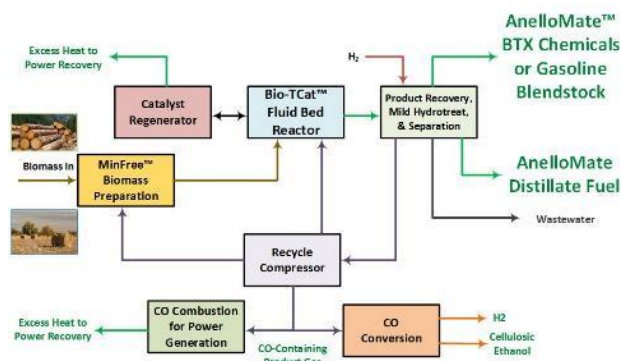 Excess Heat to
Power Recovery
H₂
AnelloMate™
BTX Chemicals
or Gasoline
Blendstock
Catalyst
Regenerator
Bio-TCat™
Fluid Bed
Reactor
Product Recovery,
Mild Hydrotreat,
& Separation
Biomass In
MinFree™
Biomass
Preparation
AnelloMate
Distillate Fuel
Wastewater
Recycle
Compressor
Excess Heat to
Power Recovery
CO Combustion
for Power
Generation
CO-Containing
Product Gas
CO
Conversion
H2
Cellulosic
Ethanol